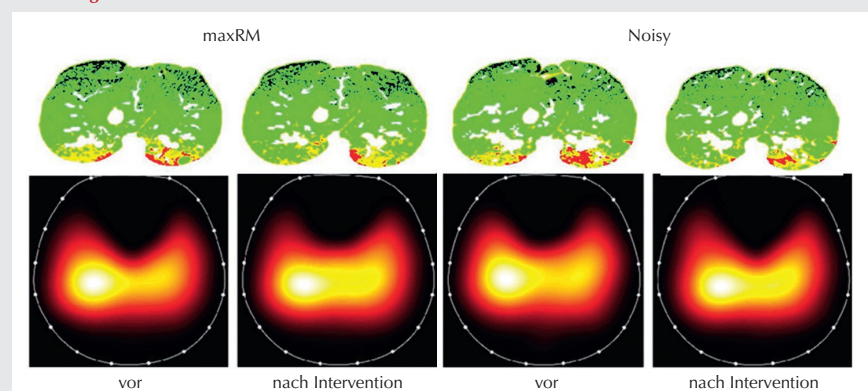 maxRM
Noisy
vor
nach Intervention
vor
nach Intervention